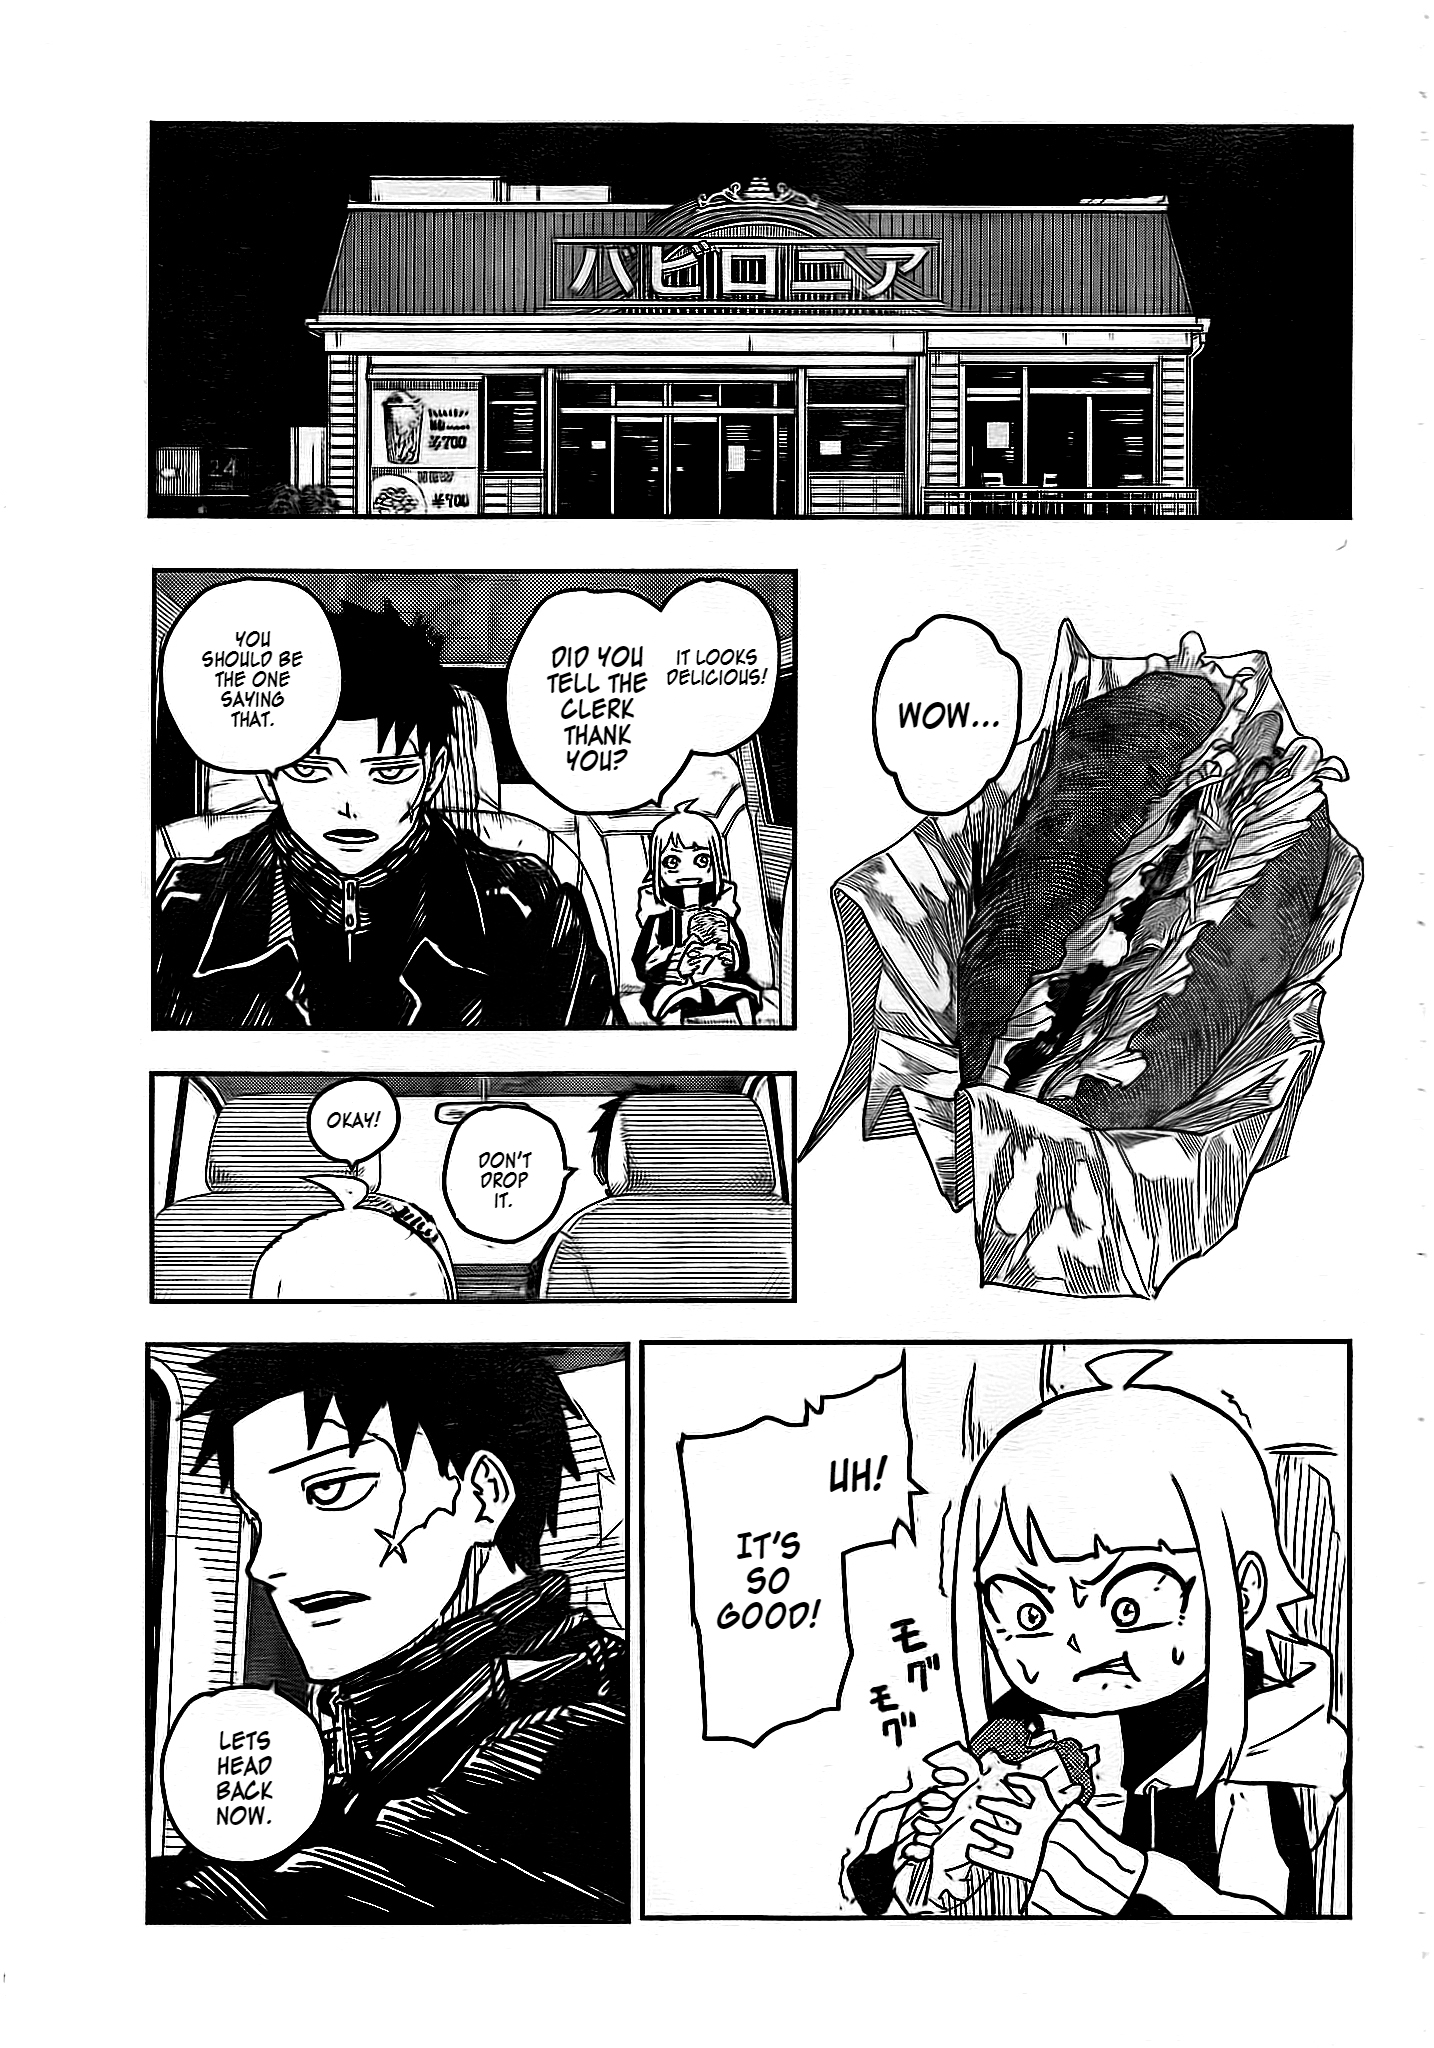 バビロニア
¥700
NEW
¥700
24
WOW...
IT LOOKS
DELICIOUS!
DID YOU
TELL THE
CLERK
THANK
YOU?
YOU
SHOULD BE
THE ONE
SAYING
THAT.
OKAY!
DON'T
DROP
IT.
UH!
IT'S
SO
GOOD!
モグ
モグ
LETS
HEAD
BACK
NOW.